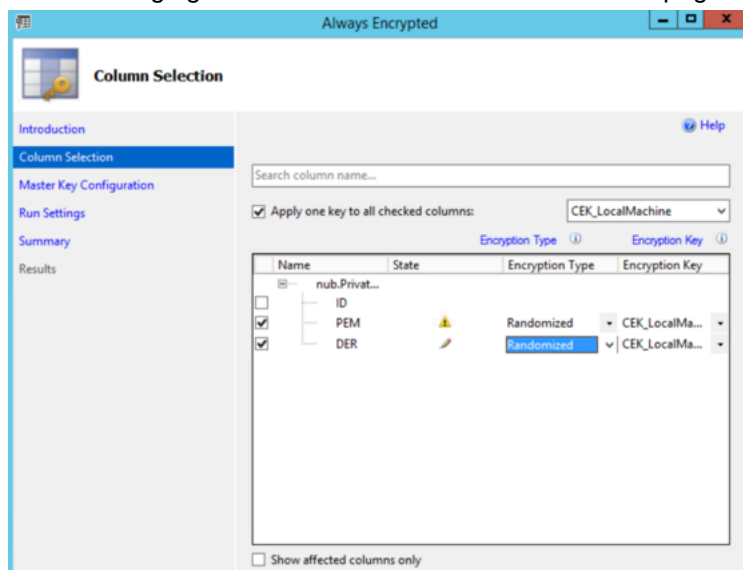 Always Encrypted
Column Selection
Help
Introduction
Column Selection
Master Key Configuration
Run Settings
Summary
Results
Search column name...
Apply one key to all checked columns: CEK_LocalMachine
Encryption Type Encryption Key
Name State Encryption Type Encryption Key
nub.Privat...
ID
PEM Randomized CEK_LocalMa...
DER Randomized CEK_LocalMa...
Show affected columns only